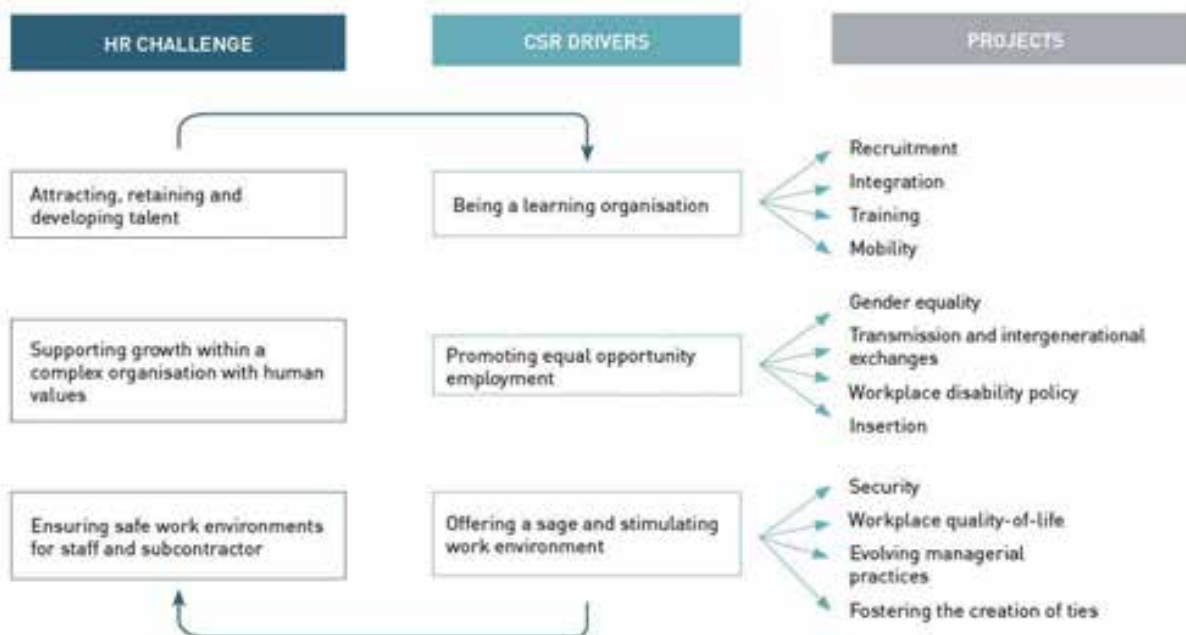 HR CHALLENGE
CSR DRIVERS
PROJECTS
Attracting, retaining and
developing talent
Being a learning organisation
Recruitment
Integration
Training
Mobility
Supporting growth within a
complex organisation with human
values
Promoting equal opportunity
employment
Gender equality
Transmission and intergenerational
exchanges
Workplace disability policy
Insertion
Ensuring safe work environments
for staff and subcontractor
Offering a sage and stimulating
work environment
Security
Workplace quality-of-life
Evolving managerial
practices
Fostering the creation of ties